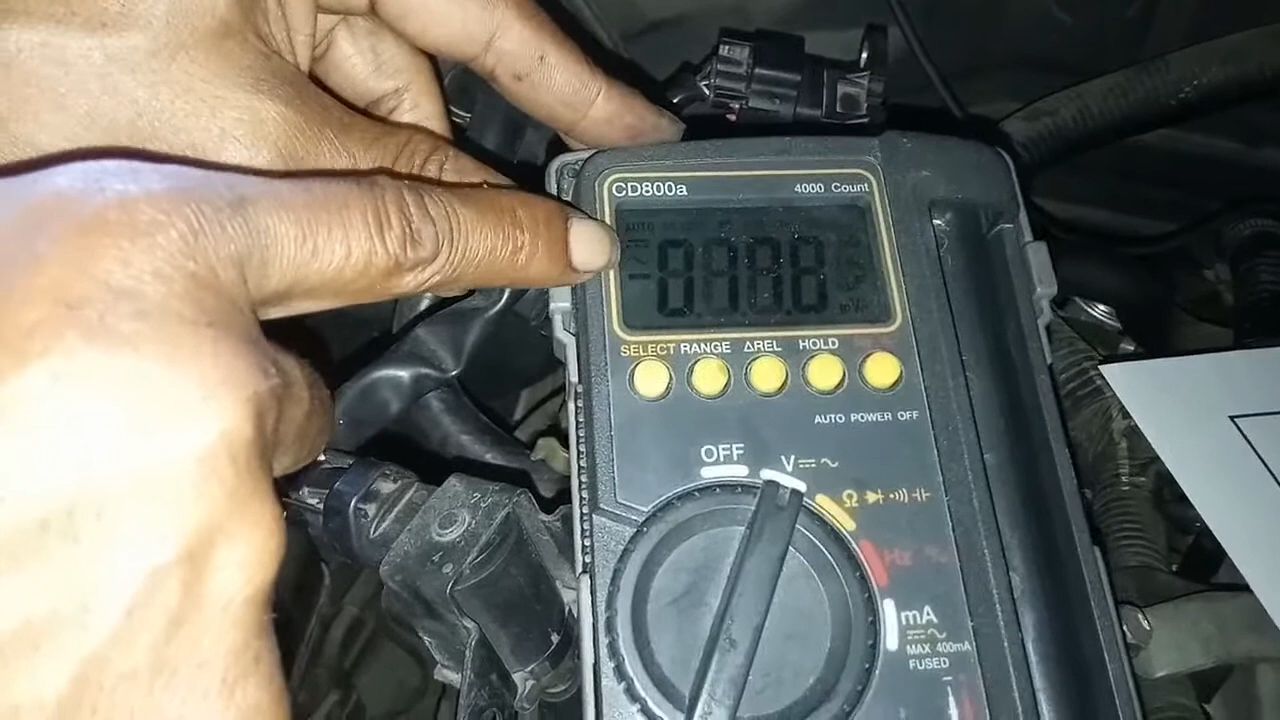 CD800a 4000 Count
AUTO
SELECT RANGE ΔREL HOLD
AUTO POWER OFF
OFF
V
Ω
Hz %
mA
MAX 400mA
FUSED